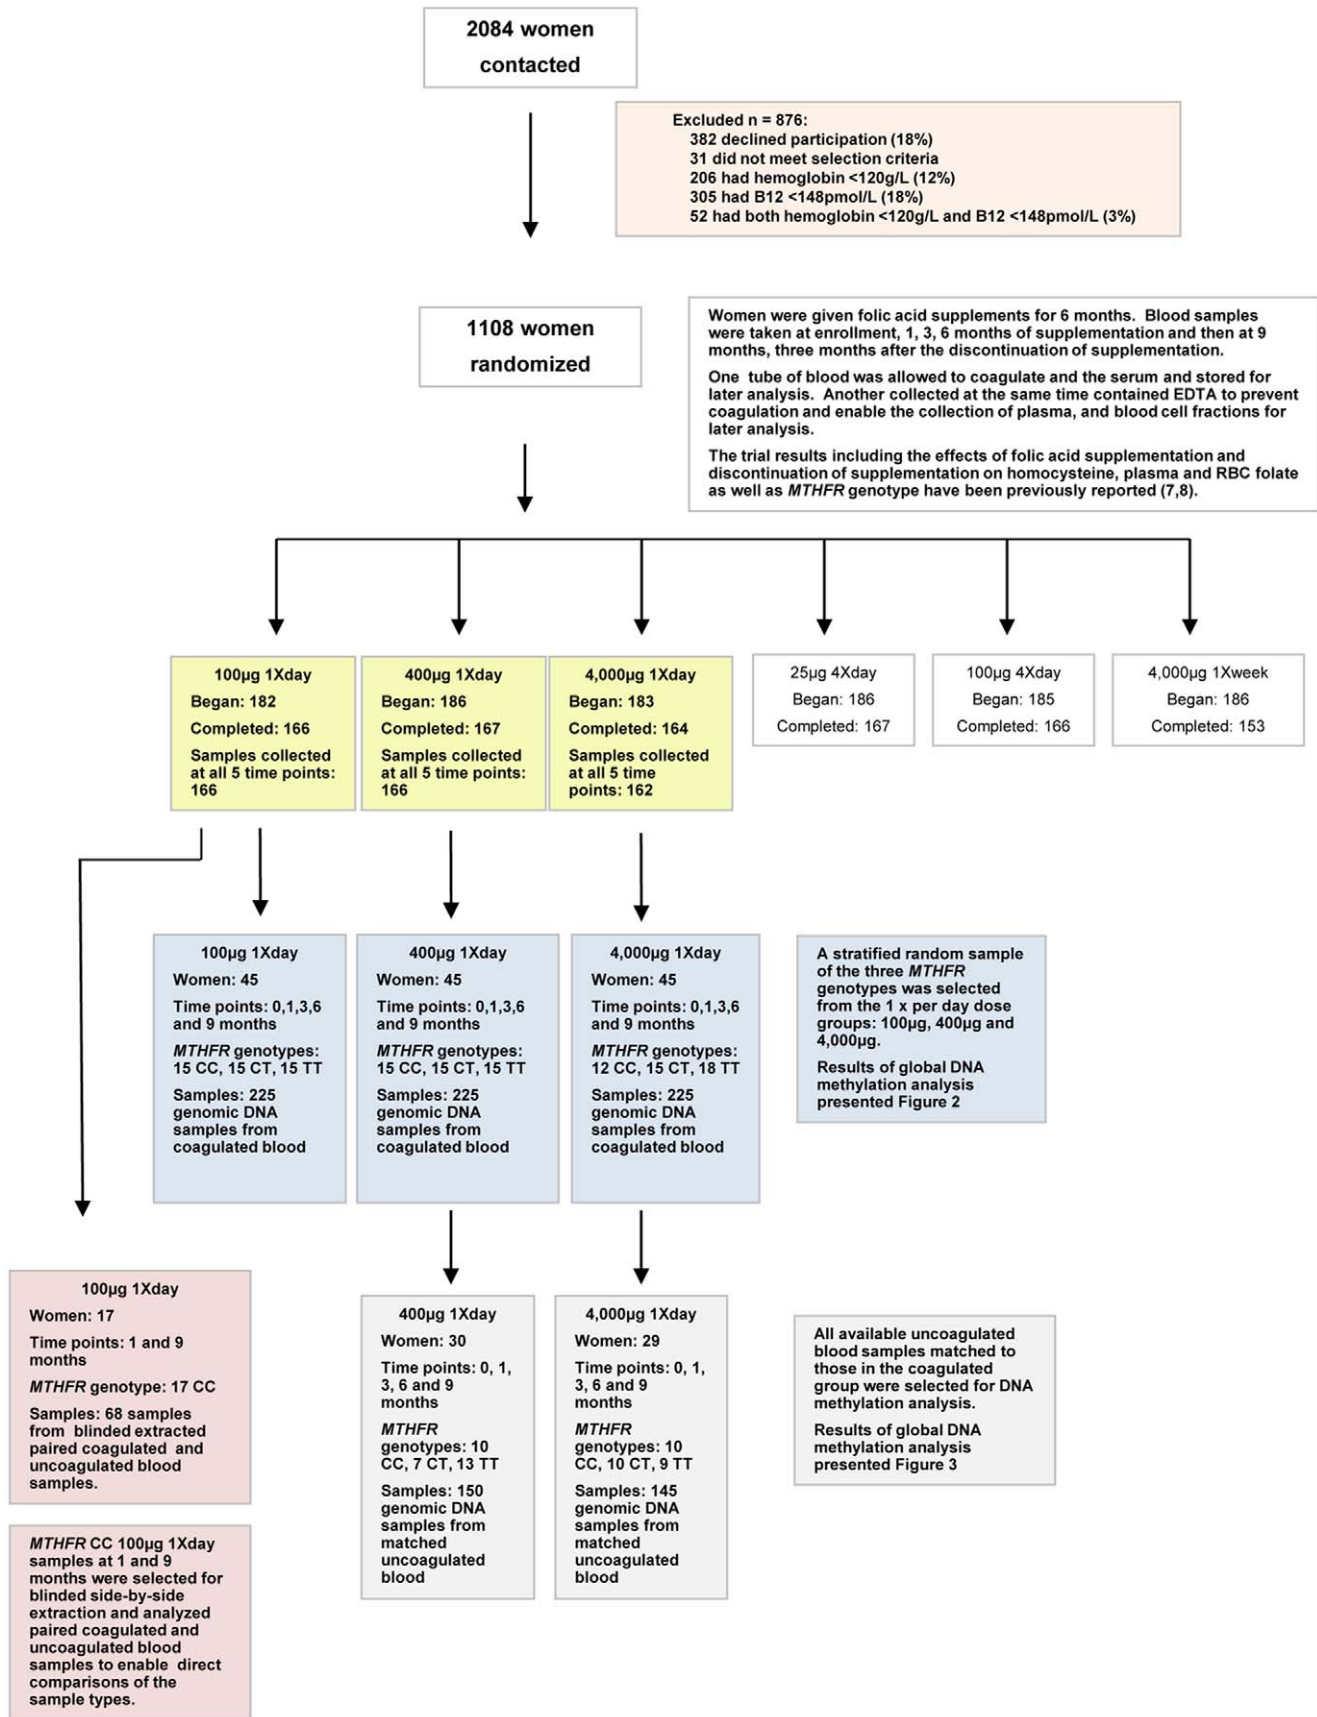 2084 women
contacted
Excluded n = 876:
382 declined participation (18%)
31 did not meet selection criteria
206 had hemoglobin <120g/L (12%)
305 had B12 <148pmol/L (18%)
52 had both hemoglobin <120g/L and B12 <148pmol/L (3%)
1108 women
randomized
Women were given folic acid supplements for 6 months. Blood samples
were taken at enrollment, 1, 3, 6 months of supplementation and then at 9
months, three months after the discontinuation of supplementation.
One tube of blood was allowed to coagulate and the serum and stored for
later analysis. Another collected at the same time contained EDTA to prevent
coagulation and enable the collection of plasma, and blood cell fractions for
later analysis.
The trial results including the effects of folic acid supplementation and
discontinuation of supplementation on homocysteine, plasma and RBC folate
as well as MTHFR genotype have been previously reported (7,8).
100µg 1Xday
Began: 182
Completed: 166
Samples collected
at all 5 time points:
166
400µg 1Xday
Began: 186
Completed: 167
Samples collected
at all 5 time points:
166
4,000µg 1Xday
Began: 183
Completed: 164
Samples collected
at all 5 time
points: 162
25µg 4Xday
Began: 186
Completed: 167
100µg 4Xday
Began: 185
Completed: 166
4,000µg 1Xweek
Began: 186
Completed: 153
100µg 1Xday
Women: 45
Time points: 0,1,3,6
and 9 months
MTHFR genotypes:
15 CC, 15 CT, 15 TT
Samples: 225
genomic DNA
samples from
coagulated blood
400µg 1Xday
Women: 45
Time points: 0,1,3,6
and 9 months
MTHFR genotypes:
15 CC, 15 CT, 15 TT
Samples: 225
genomic DNA
samples from
coagulated blood
4,000µg 1Xday
Women: 45
Time points: 0,1,3,6
and 9 months
MTHFR genotypes:
12 CC, 15 CT, 18 TT
Samples: 225
genomic DNA
samples from
coagulated blood
A stratified random sample
of the three MTHFR
genotypes was selected
from the 1 x per day dose
groups: 100µg, 400µg and
4,000µg.
Results of global DNA
methylation analysis
presented Figure 2
100µg 1Xday
Women: 17
Time points: 1 and 9
months
MTHFR genotype: 17 CC
Samples: 68 samples
from blinded extracted
paired coagulated and
uncoagulated blood
samples.
400µg 1Xday
Women: 30
Time points: 0, 1,
3, 6 and 9
months
MTHFR
genotypes: 10
CC, 7 CT, 13 TT
Samples: 150
genomic DNA
samples from
matched
uncoagulated
blood
4,000µg 1Xday
Women: 29
Time points: 0, 1,
3, 6 and 9
months
MTHFR
genotypes: 10
CC, 10 CT, 9 TT
Samples: 145
genomic DNA
samples from
matched
uncoagulated
blood
All available uncoagulated
blood samples matched to
those in the coagulated
group were selected for DNA
methylation analysis.
Results of global DNA
methylation analysis
presented Figure 3
MTHFR CC 100µg 1Xday
samples at 1 and 9
months were selected for
blinded side-by-side
extraction and analyzed
paired coagulated and
uncoagulated blood
samples to enable direct
comparisons of the
sample types.